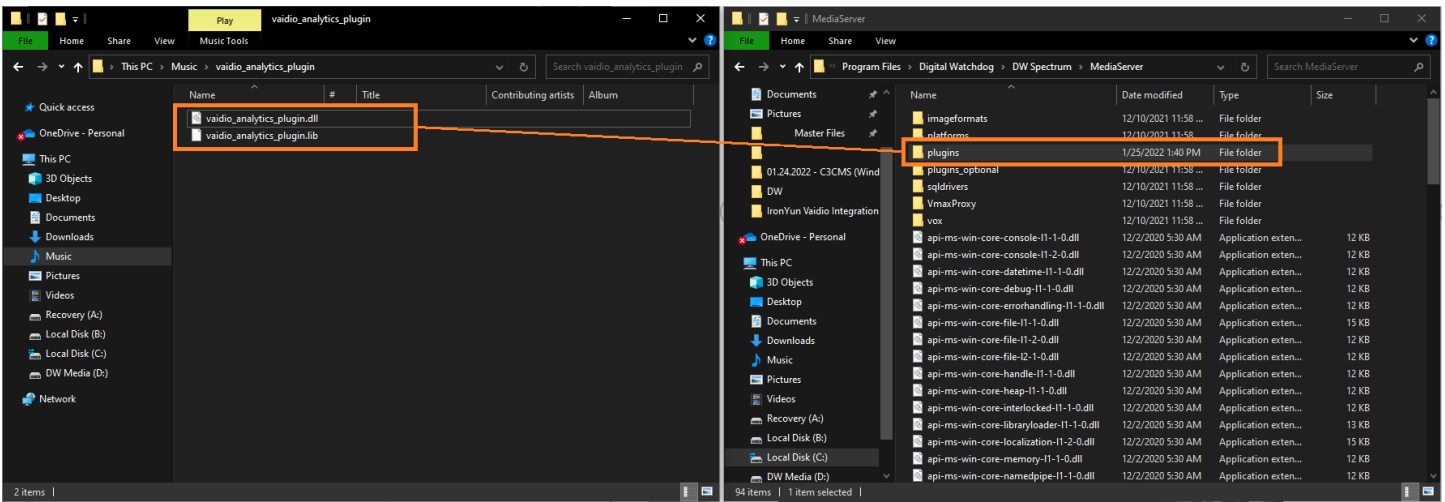 Play
vaidio_analytics_plugin
File
Home
Share
View
Music Tools
This PC
Music
vaidio_analytics_plugin
Search vaidio_analytics_plugin
Quick access
OneDrive - Personal
This PC
3D Objects
Desktop
Documents
Downloads
Music
Pictures
Videos
Recovery (A:)
Local Disk (B:)
Local Disk (C:)
DW Media (D:)
Network
Name # Title Contributing artists Album
vaidio_analytics_plugin.dll
vaidio_analytics_plugin.lib
2 items
MediaServer
File
Home
Share
View
Program Files
Digital Watchdog
DW Spectrum
MediaServer
Search MediaServer
Documents
Pictures
Master Files
01.24.2022 - C3CMS (Wind
DW
IronYun Vaidio Integration
OneDrive - Personal
This PC
3D Objects
Desktop
Documents
Downloads
Music
Pictures
Videos
Recovery (A:)
Local Disk (B:)
Local Disk (C:)
DW Media (D:)
Name Date modified Type Size
imageformats 12/10/2021 11:58 ... File folder
platforms 12/10/2021 11:58 ... File folder
plugins 1/25/2022 1:40 PM File folder
plugins_optional 12/10/2021 11:58 ... File folder
sqldrivers 12/10/2021 11:58 ... File folder
VmaxProxy 12/10/2021 11:58 ... File folder
vox 12/10/2021 11:58 ... File folder
api-ms-win-core-console-l1-1-0.dll 12/2/2020 5:30 AM Application exten... 12 KB
api-ms-win-core-console-l1-2-0.dll 12/2/2020 5:30 AM Application exten... 12 KB
api-ms-win-core-datetime-l1-1-0.dll 12/2/2020 5:30 AM Application exten... 12 KB
api-ms-win-core-debug-l1-1-0.dll 12/2/2020 5:30 AM Application exten... 12 KB
api-ms-win-core-errorhandling-l1-1-0.dll 12/2/2020 5:30 AM Application exten... 12 KB
api-ms-win-core-file-l1-1-0.dll 12/2/2020 5:30 AM Application exten... 15 KB
api-ms-win-core-file-l1-2-0.dll 12/2/2020 5:30 AM Application exten... 12 KB
api-ms-win-core-file-l2-1-0.dll 12/2/2020 5:30 AM Application exten... 12 KB
api-ms-win-core-handle-l1-1-0.dll 12/2/2020 5:30 AM Application exten... 12 KB
api-ms-win-core-heap-l1-1-0.dll 12/2/2020 5:30 AM Application exten... 12 KB
api-ms-win-core-interlocked-l1-1-0.dll 12/2/2020 5:30 AM Application exten... 12 KB
api-ms-win-core-libraryloader-l1-1-0.dll 12/2/2020 5:30 AM Application exten... 13 KB
api-ms-win-core-localization-l1-2-0.dll 12/2/2020 5:30 AM Application exten... 15 KB
api-ms-win-core-memory-l1-1-0.dll 12/2/2020 5:30 AM Application exten... 12 KB
api-ms-win-core-namedpipe-l1-1-0.dll 12/2/2020 5:30 AM Application exten... 12 KB
94 items
1 item selected